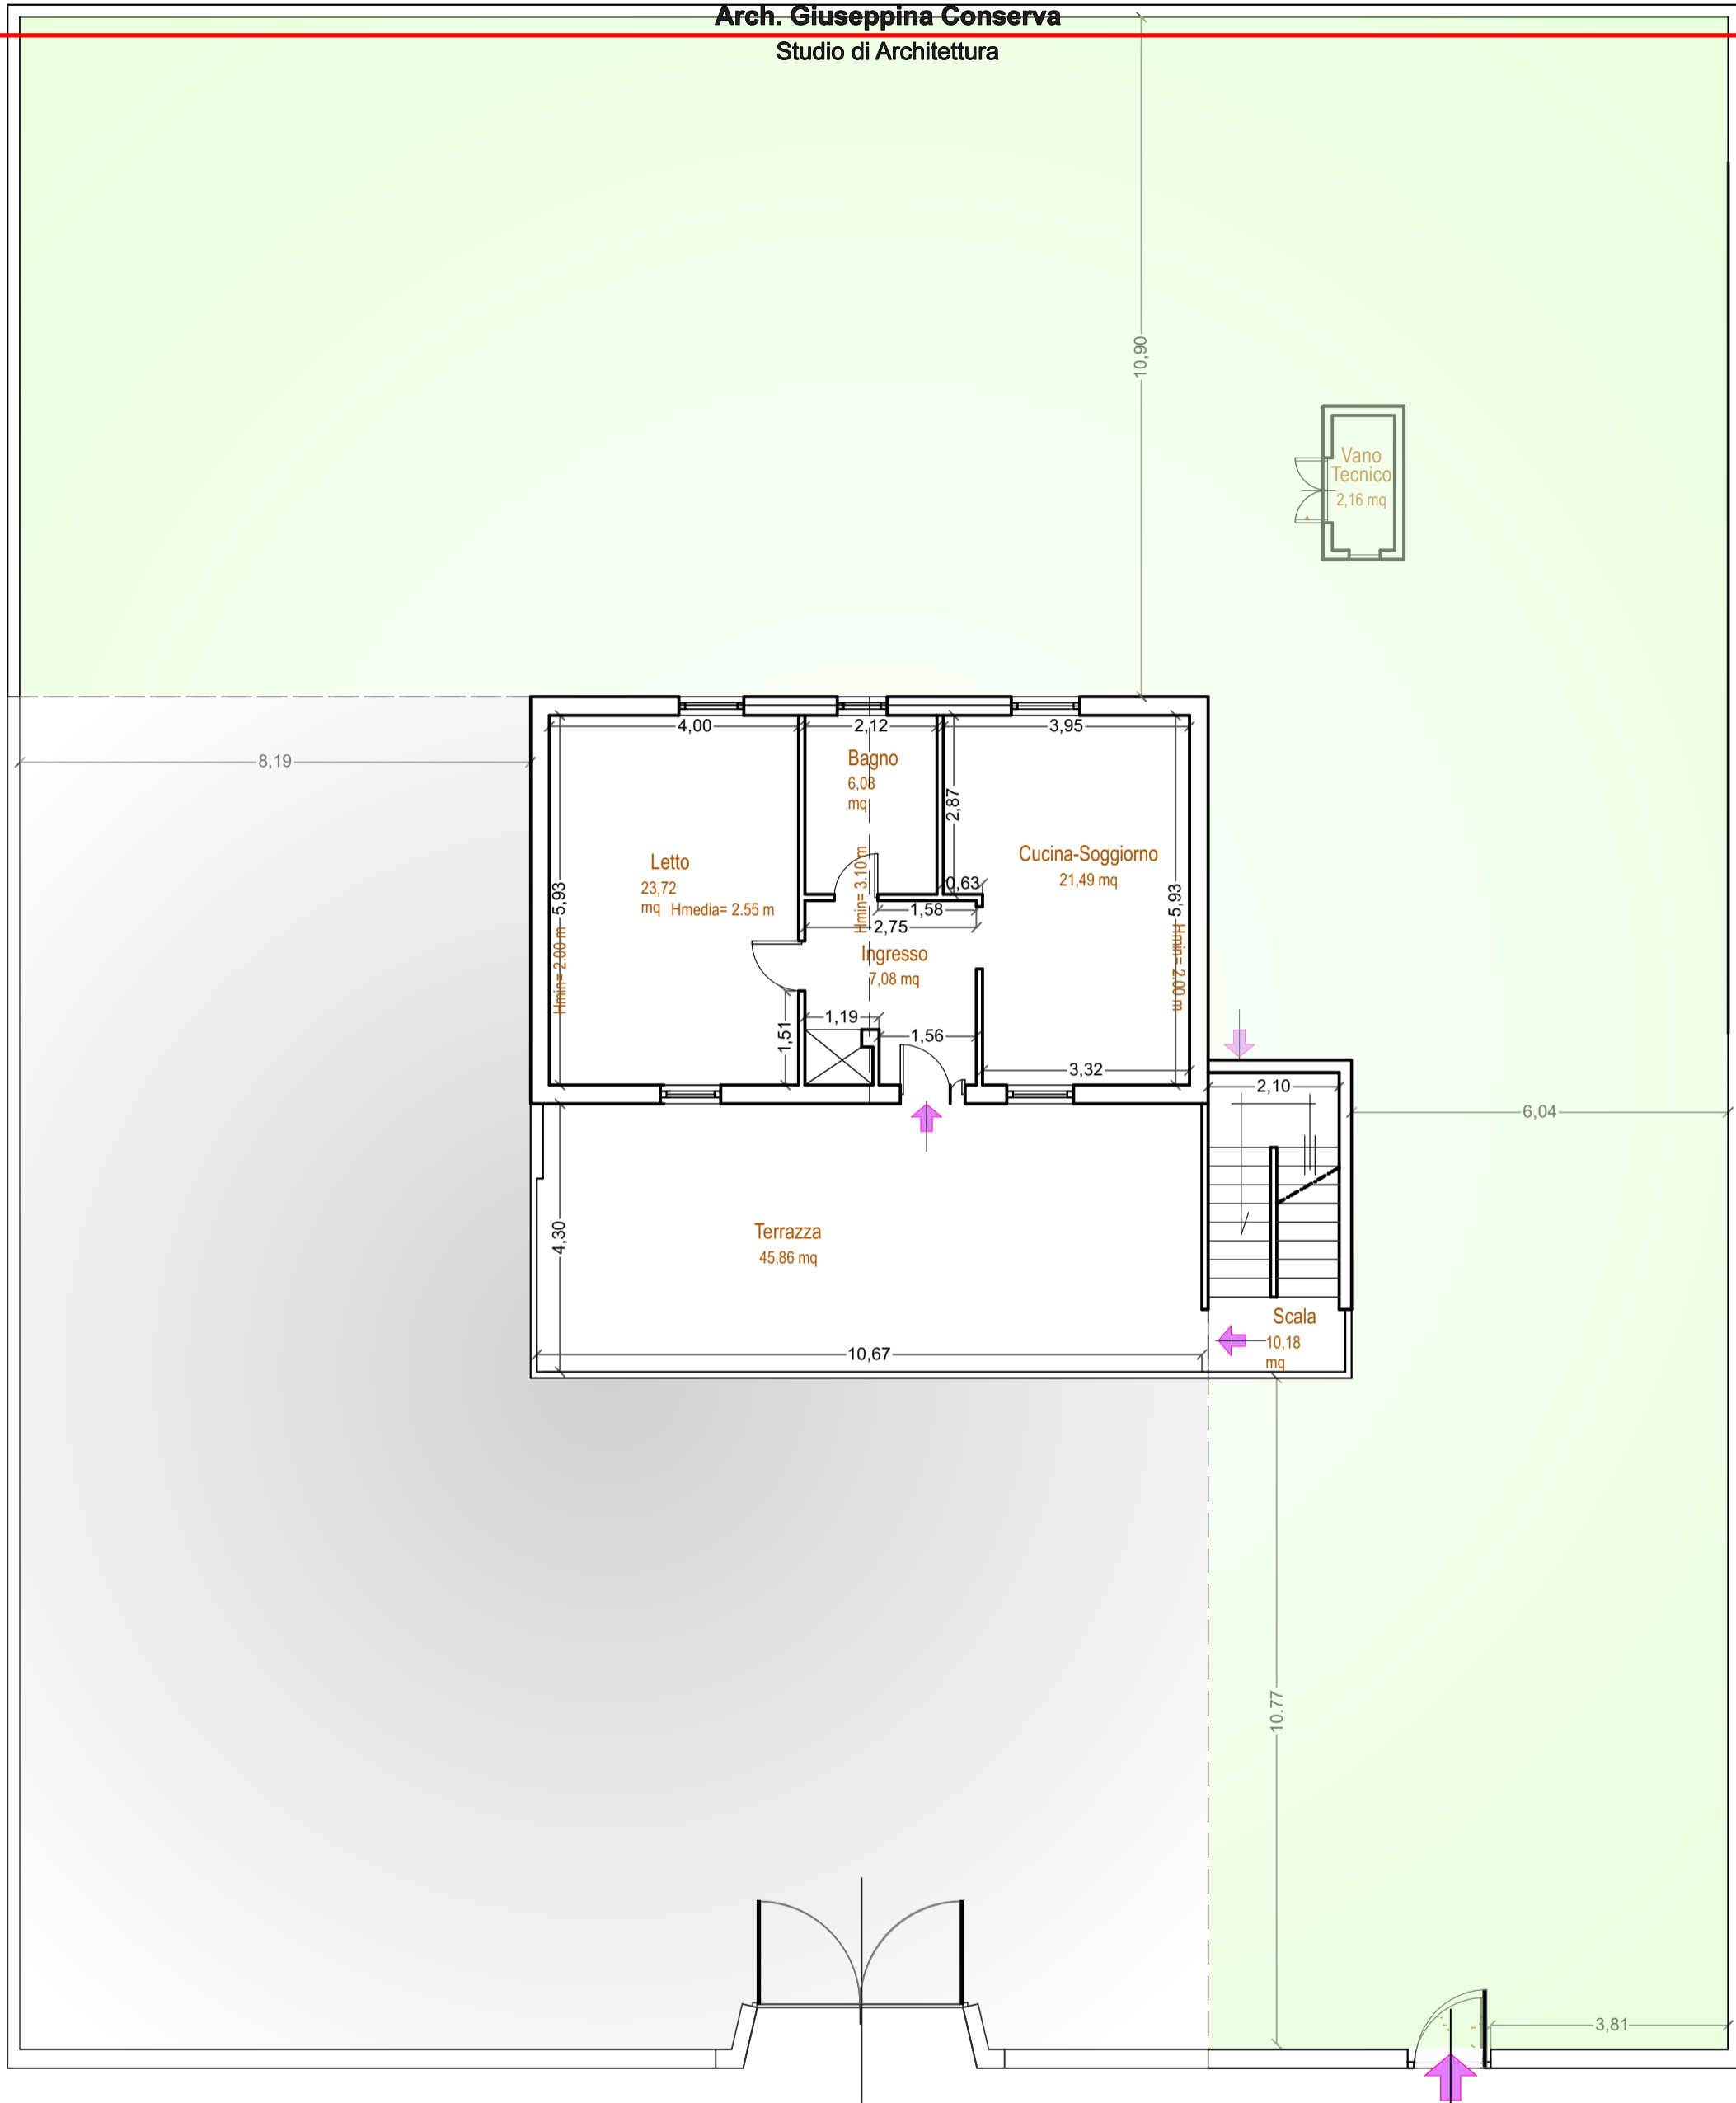 Arch. Giuseppina Conserva
Studio di Architettura
10,90
Vano
Tecnico
2,16 mq
8,19
4,00
2,12
3,95
Bagno
6,08
mq
2,87
Letto
23,72
mq
Hmedia= 2.55 m
Cucina-Soggiorno
21,49 mq
5,93
Hmin= 2.00 m
Hmin= 3.10 m
0,63
1,58
2,75
5,93
Hmin= 2.00 m
Ingresso
7,08 mq
1,51
1,19
1,56
3,32
2,10
6,04
4,30
Terrazza
45,86 mq
10,67
Scala
10,18
mq
10.77
3,81